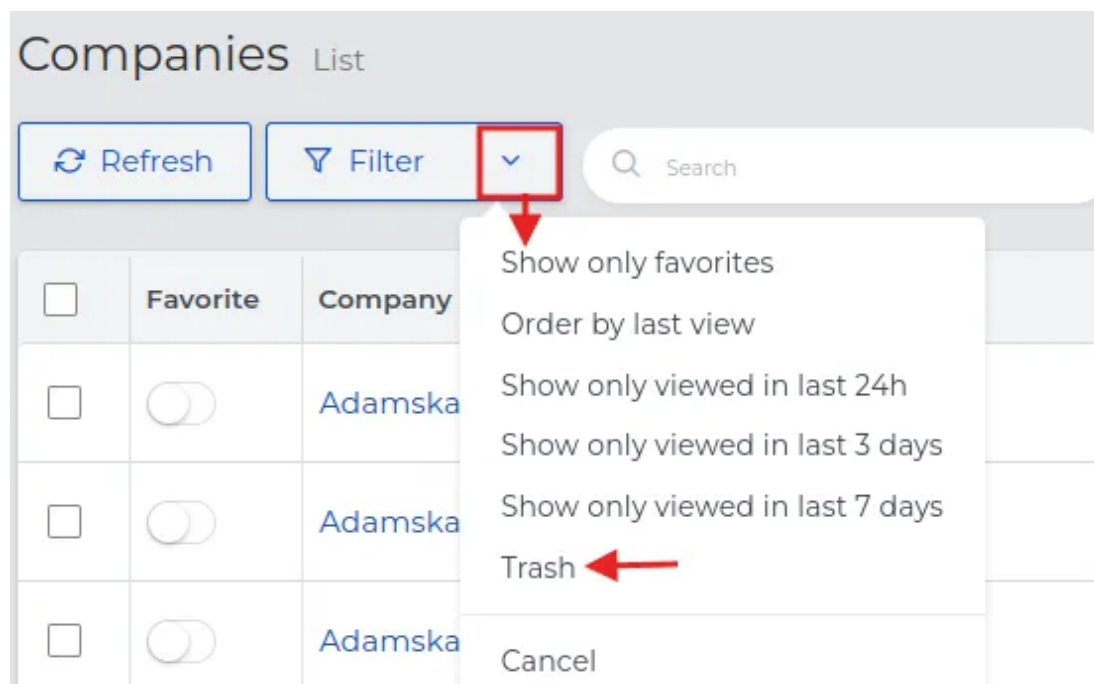 Companies List
Refresh
Filter
Search
Show only favorites
Favorite
Company
Order by last view
Show only viewed in last 24h
Adamska
Show only viewed in last 3 days
Show only viewed in last 7 days
Adamska
Trash
Adamska
Cancel